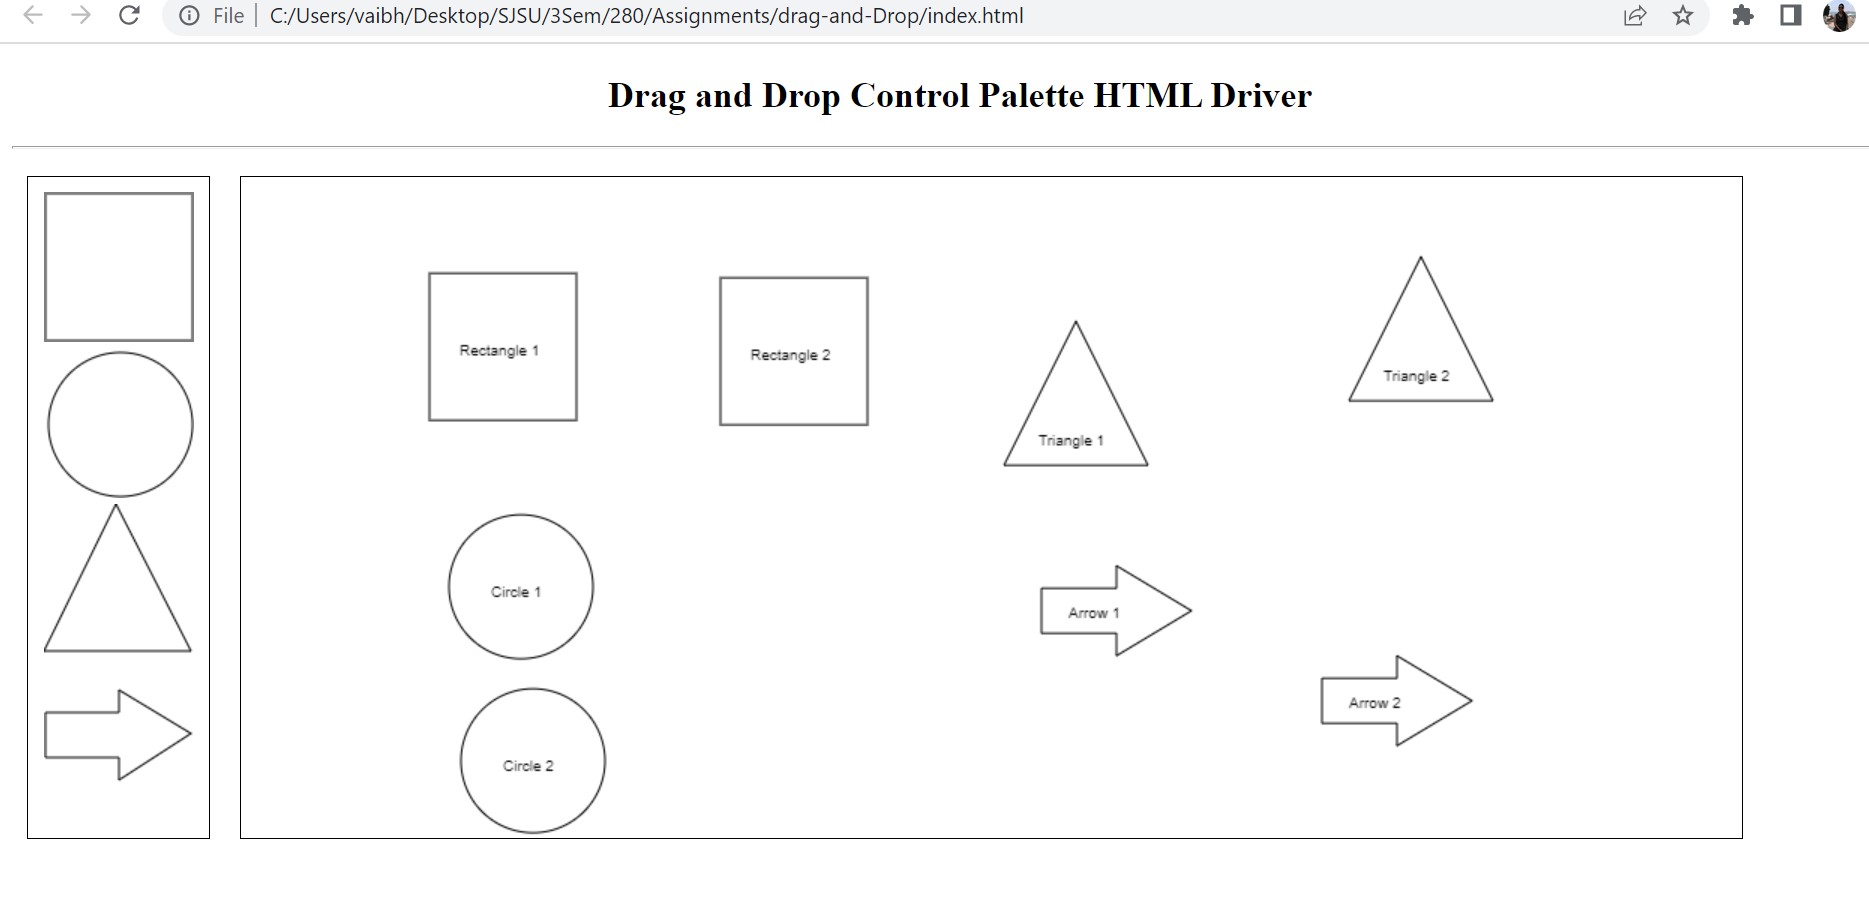 File | C:/Users/vaibh/Desktop/SJSU/3Sem/280/Assignments/drag-and-Drop/index.html
Drag and Drop Control Palette HTML Driver
Rectangle 1
Rectangle 2
Triangle 1
Triangle 2
Circle 1
Arrow 1
Arrow 2
Circle 2